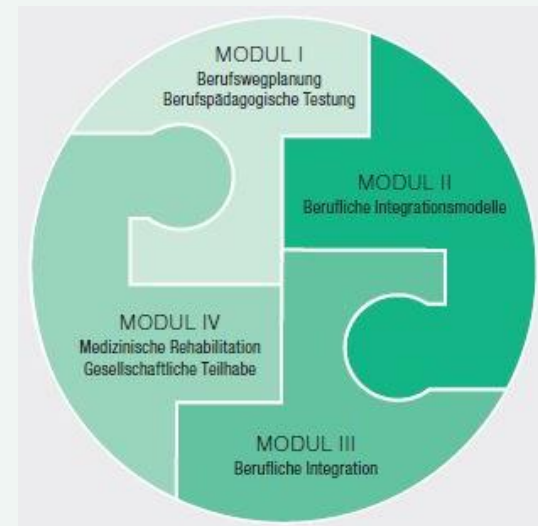 MODUL I
Berufswegplanung
Berufspädagogische Testung
MODUL II
Berufliche Integrationsmodelle
MODUL IV
Medizinische Rehabilitation
Gesellschaftliche Teilhabe
MODUL III
Berufliche Integration